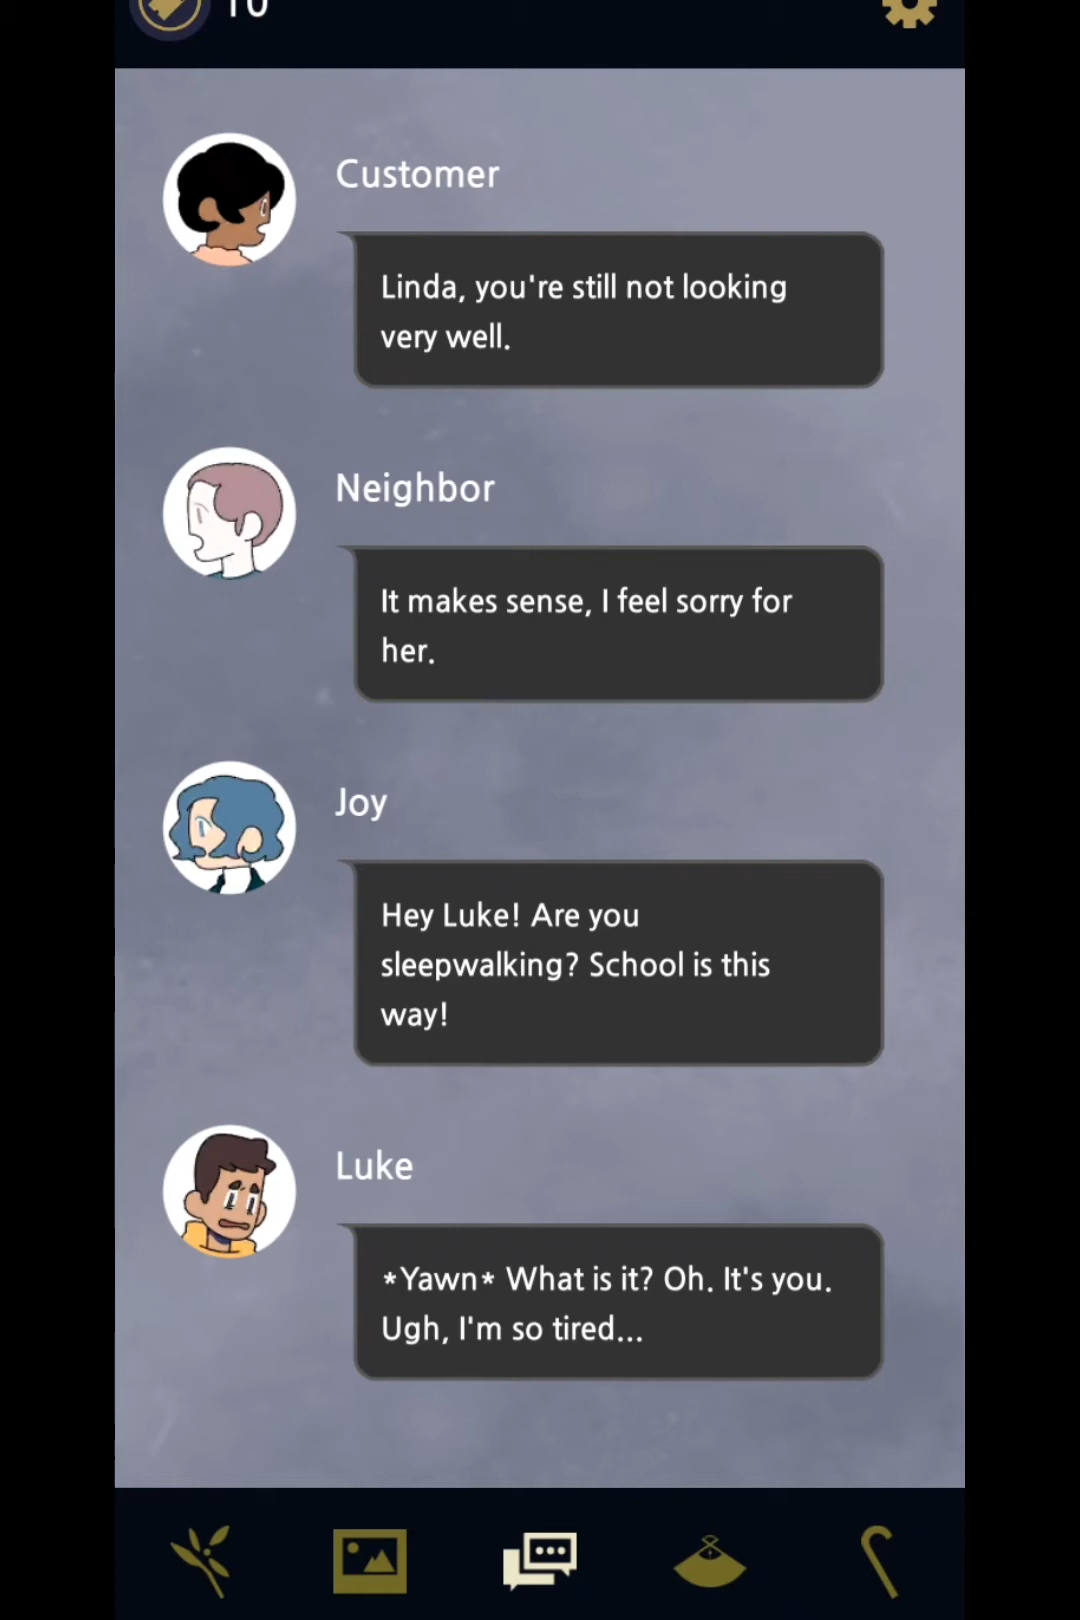 10
Customer
Linda, you're still not looking
very well.
Neighbor
It makes sense, I feel sorry for
her.
Joy
Hey Luke! Are you
sleepwalking? School is this
way!
Luke
*Yawn* What is it? Oh. It's you.
Ugh, I'm so tired...